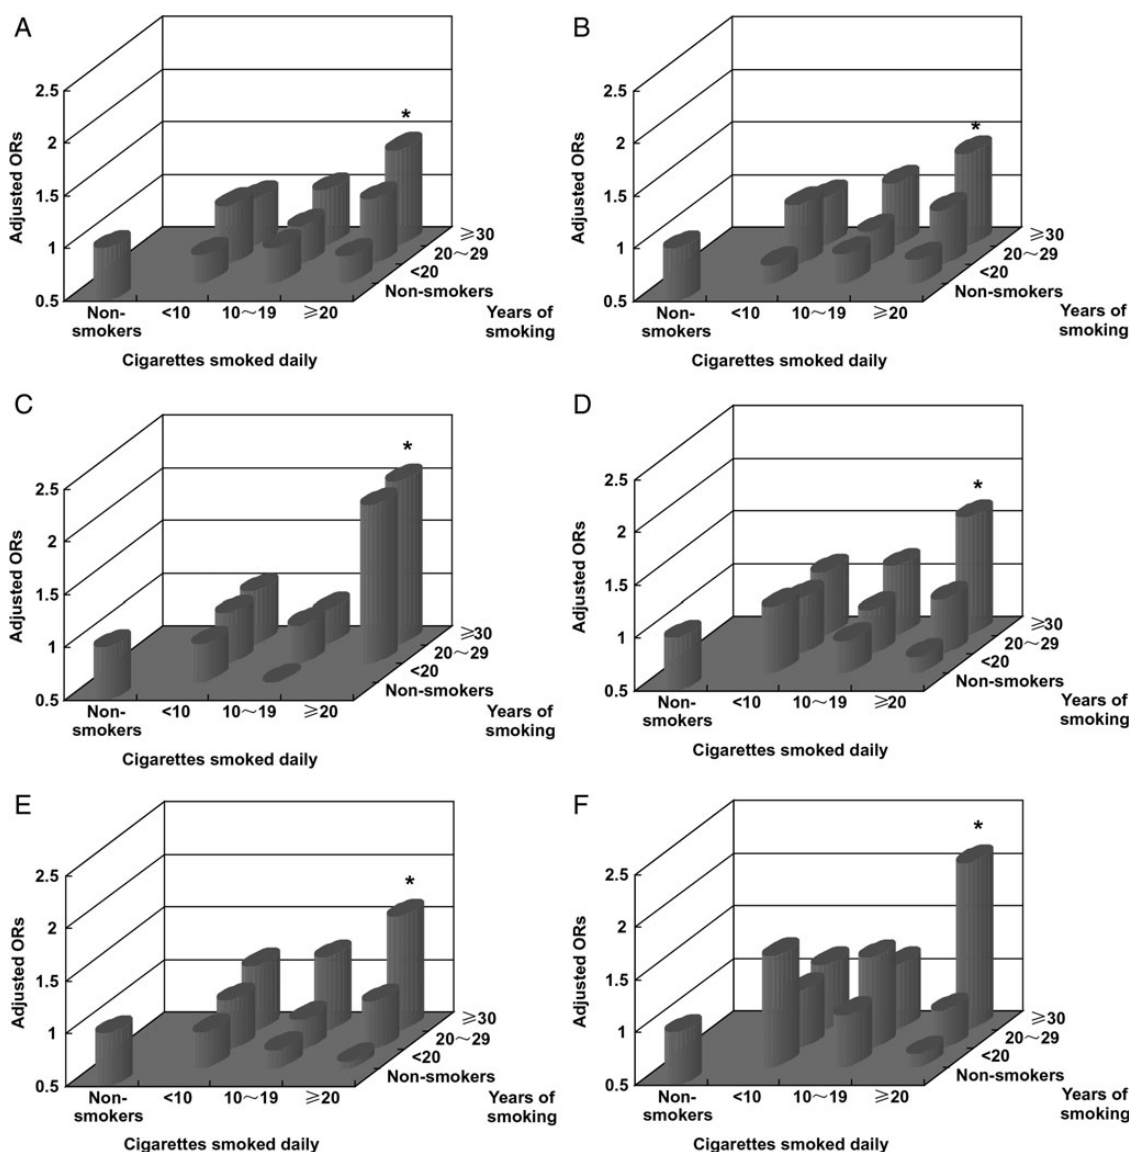 A
Adjusted ORs
2.5
2
1.5
1
0.5
*
≥30
20～29
<20
Non-smokers
Non-
smokers
<10
10～19
≥20
Years of
smoking
Cigarettes smoked daily
B
Adjusted ORs
2.5
2
1.5
1
0.5
*
≥30
20～29
<20
Non-smokers
Non-
smokers
<10
10～19
≥20
Years of
smoking
Cigarettes smoked daily
C
Adjusted ORs
2.5
2
1.5
1
0.5
*
≥30
20～29
<20
Non-smokers
Non-
smokers
<10
10～19
≥20
Years of
smoking
Cigarettes smoked daily
D
Adjusted ORs
2.5
2
1.5
1
0.5
*
≥30
20～29
<20
Non-smokers
Non-
smokers
<10
10～19
≥20
Years of
smoking
Cigarettes smoked daily
E
Adjusted ORs
2.5
2
1.5
1
0.5
*
≥30
20～29
<20
Non-smokers
Non-
smokers
<10
10～19
≥20
Years of
smoking
Cigarettes smoked daily
F
Adjusted ORs
2.5
2
1.5
1
0.5
*
≥30
20～29
<20
Non-smokers
Non-
smokers
<10
10～19
≥20
Years of
smoking
Cigarettes smoked daily